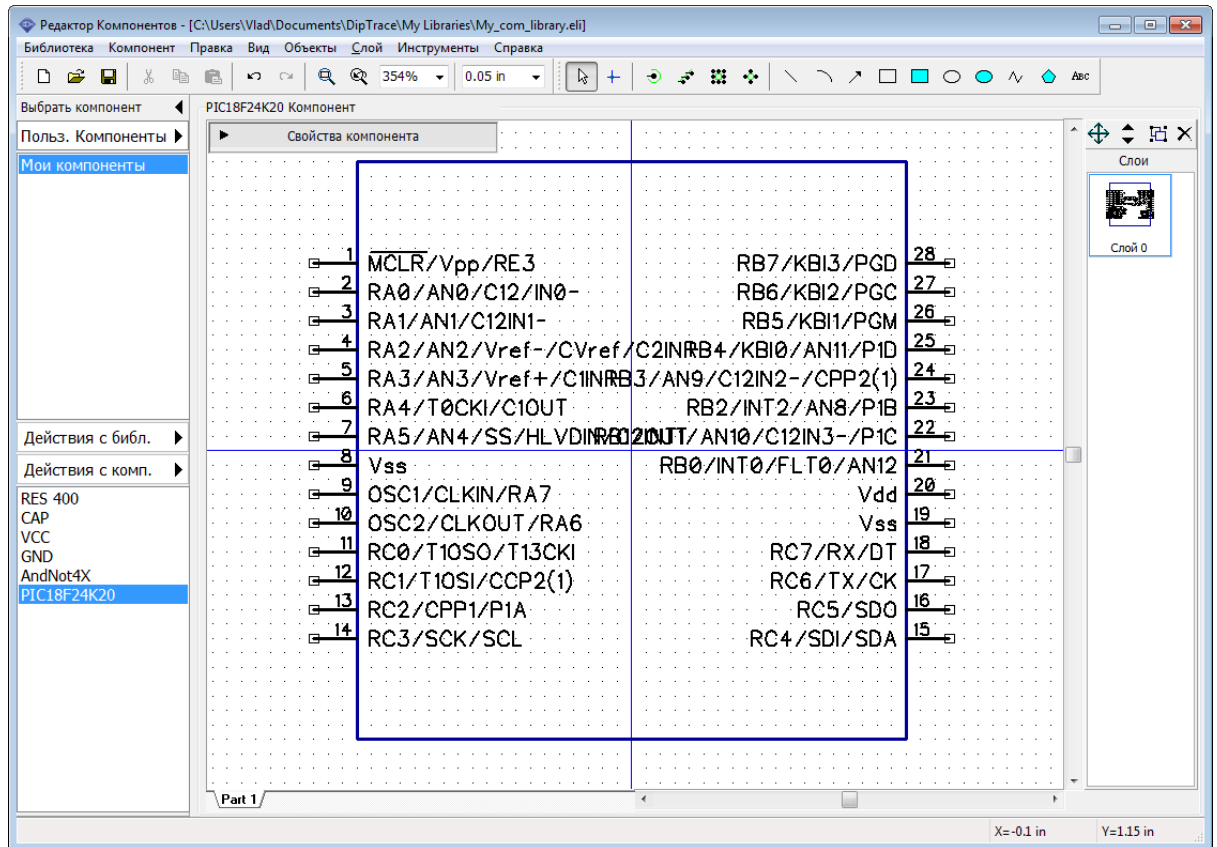 Редактор Компонентов - [C:\Users\Vlad\Documents\DipTrace\My Libraries\My_com_library.eli]
Библиотека Компонент Правка Вид Объекты Слой Инструменты Справка
354% 0.05 in ABC
Выбрать компонент
PIC18F24K20 Компонент
Польз. Компоненты
Свойства компонента
Мои компоненты
Слои
Слой 0
1 MCLR/Vpp/RE3 RB7/KBI3/PGD 28
2 RA0/AN0/C12/IN0- RB6/KBI2/PGC 27
3 RA1/AN1/C12IN1- RB5/KBI1/PGM 26
4 RA2/AN2/Vref-/CVref/C2IN RB4/KBI0/AN11/P1D 25
5 RA3/AN3/Vref+/C1IN RB3/AN9/C12IN2-/CPP2(1) 24
6 RA4/T0CKI/C1OUT RB2/INT2/AN8/P1B 23
7 RA5/AN4/SS/HLVDIN /AN10/C12IN3-/P1C 22
8 Vss RB0/INT0/FLT0/AN12 21
9 OSC1/CLKIN/RA7 Vdd 20
10 OSC2/CLKOUT/RA6 Vss 19
11 RC0/T1OSO/T13CKI RC7/RX/DT 18
12 RC1/T1OSI/CCP2(1) RC6/TX/CK 17
13 RC2/CPP1/P1A RC5/SDO 16
14 RC3/SCK/SCL RC4/SDI/SDA 15
Действия с библ.
Действия с комп.
RES 400
CAP
VCC
GND
AndNot4X
PIC18F24K20
Part 1
X=-0.1 in Y=1.15 in